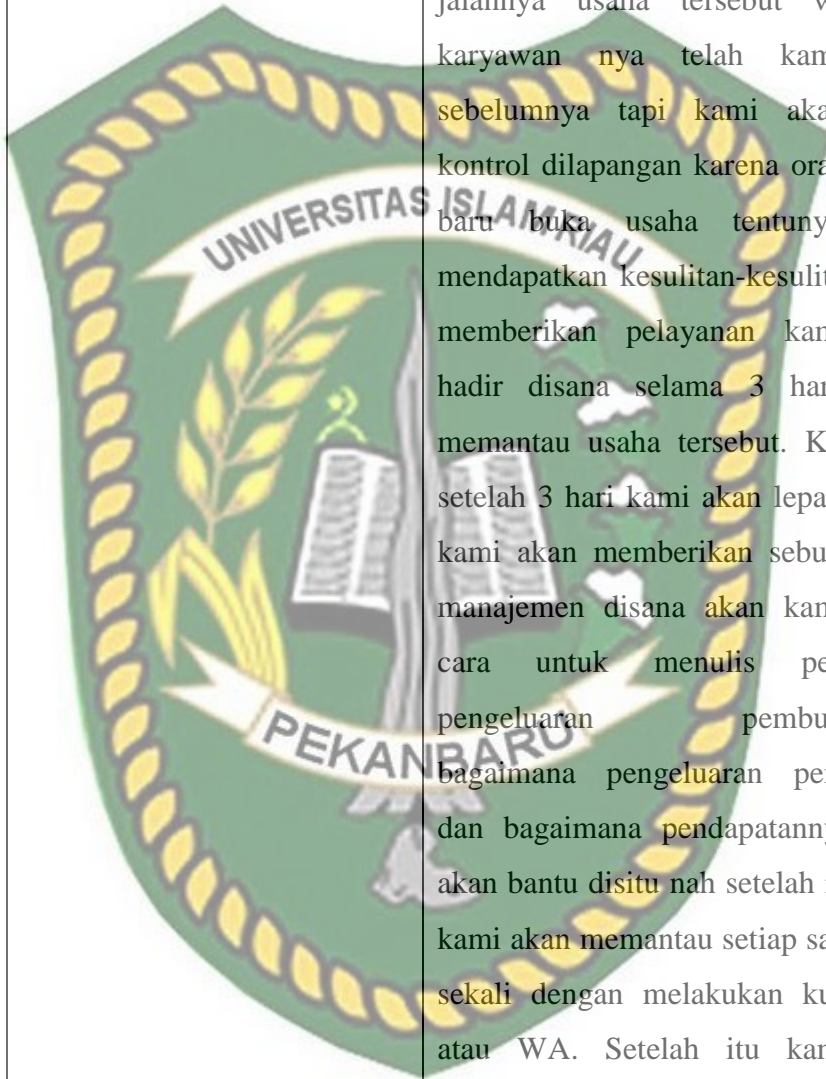 jalannya usaha tersebut
karyawan nya telah
sebelumnya tapi kami
kontrol dilapangan karena
UNIVERSITAS ISLAM RIAU
baru buka usaha
mendapatkan
memberikan pelayanan
hadir disana selama 3
memantau usaha tersebut.
setelah 3 hari kami akan
kami akan memberikan
manajemen disana akan
cara untuk menulis
PEKANBARU
pengeluaran
bagaimana pengeluaran
dan bagaimana
akan bantu disitu nah setelah
kami akan memantau setiap
sekali dengan melakukan
atau WA. Setelah itu